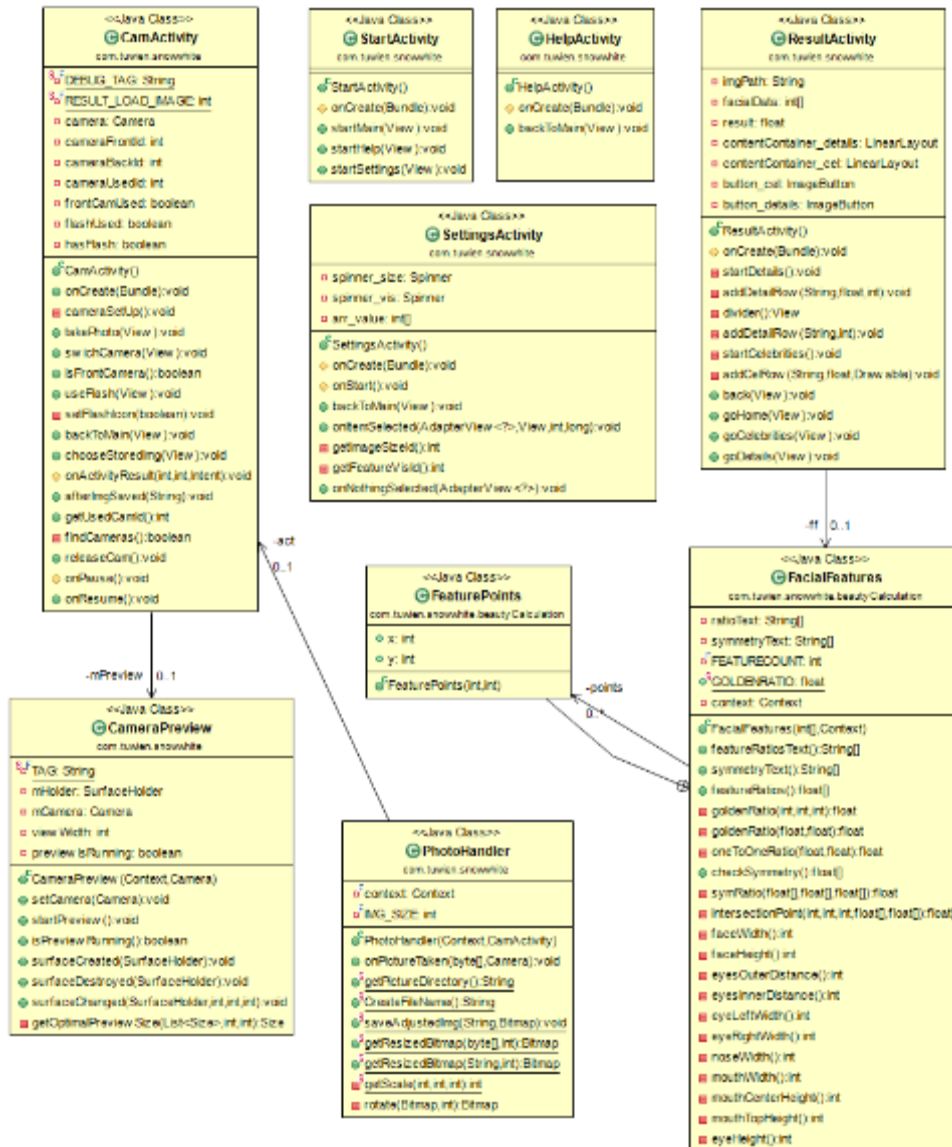 <<Java Class>>
CamActivity
com.tuwien.snowwhite
DEBUG_TAG: String
RESULT_LOAD_IMAGE: int
camera: Camera
cameraFrontId: int
cameraBackId: int
cameraUsedId: int
frontCamUsed: boolean
flashUsed: boolean
hasFlash: boolean
CamActivity()
onCreate(Bundle):void
cameraSetUp():void
takePhoto(View):void
swichCamera(View):void
isFrontCamera():boolean
useFlash(View):void
setFlashIcon(boolean):void
backToMain(View):void
chooseStoredImg(View):void
onActivityResult(int,int,Intent):void
afterImgSaved(String):void
getUsedCamId():int
findCameras():boolean
releaseCam():void
onPause():void
onResume():void
<<Java Class>>
StartActivity
com.tuwien.snowwhite
StartActivity()
onCreate(Bundle):void
startMain(View):void
startHelp(View):void
startSettings(View):void
<<Java Class>>
HelpActivity
com.tuwien.snowwhite
HelpActivity()
onCreate(Bundle):void
backToMain(View):void
<<Java Class>>
ResultActivity
com.tuwien.snowwhite
imgPath: String
facialData: int[]
result: float
contentContainer_details: LinearLayout
contentContainer_cel: LinearLayout
button_cel: ImageButton
button_details: ImageButton
ResultActivity()
onCreate(Bundle):void
startDetails():void
addDetailRow(String,float,int):void
divider():View
addDetailRow(String,int):void
startCelebrities():void
addCelRow(String,float,Drawable):void
back(View):void
goHome(View):void
goCelebrities(View):void
goDetails(View):void
<<Java Class>>
SettingsActivity
com.tuwien.snowwhite
spinner_size: Spinner
spinner_vis: Spinner
arr_value: int[]
SettingsActivity()
onCreate(Bundle):void
onStart():void
backToMain(View):void
onItemSelected(AdapterView<?>,View,int,long):void
getImageSizeId():int
getFeatureVisId():int
onNothingSelected(AdapterView<?>):void
-ff 0..1
-act
0..1
-mPreview 0..1
<<Java Class>>
FeaturePoints
com.tuwien.snowwhite.beautyCalculation
x: int
y: int
FeaturePoints(int,int)
-points
0..*
<<Java Class>>
FacialFeatures
com.tuwien.snowwhite.beautyCalculation
ratioText: String[]
symmetryText: String[]
FEATURECOUNT: int
GOLDENRATIO: float
context: Context
FacialFeatures(int[],Context)
featureRatiosText():String[]
symmetryText():String[]
featureRatios():float[]
goldenRatio(int,int,int):float
goldenRatio(float,float):float
oneToOneRatio(float,float):float
checkSymmetry():float[]
symRatio(float[],float[],float[]):float
intersectionPoint(int,int,int,float[],float[]):float
faceWidth():int
faceHeight():int
eyesOuterDistance():int
eyesInnerDistance():int
eyeLeftWidth():int
eyeRightWidth():int
noseWidth():int
mouthWidth():int
mouthCenterHeight():int
mouthTopHeight():int
eyeHeight():int
<<Java Class>>
CameraPreview
com.tuwien.snowwhite
TAG: String
mHolder: SurfaceHolder
mCamera: Camera
viewWidth: int
previewIsRunning: boolean
CameraPreview(Context,Camera)
setCamera(Camera):void
startPreview():void
isPreviewRunning():boolean
surfaceCreated(SurfaceHolder):void
surfaceDestroyed(SurfaceHolder):void
surfaceChanged(SurfaceHolder,int,int,int):void
getOptimalPreviewSize(List<Size>,int,int):Size
<<Java Class>>
PhotoHandler
com.tuwien.snowwhite
context: Context
IMG_SIZE: int
PhotoHandler(Context,CamActivity)
onPictureTaken(byte[],Camera):void
getPictureDirectory():String
CreateFileName():String
saveAdjustedImg(String,Bitmap):void
getResizedBitmap(byte[],int):Bitmap
getResizedBitmap(String,int):Bitmap
getScale(int,int,int):int
rotate(Bitmap,int):Bitmap